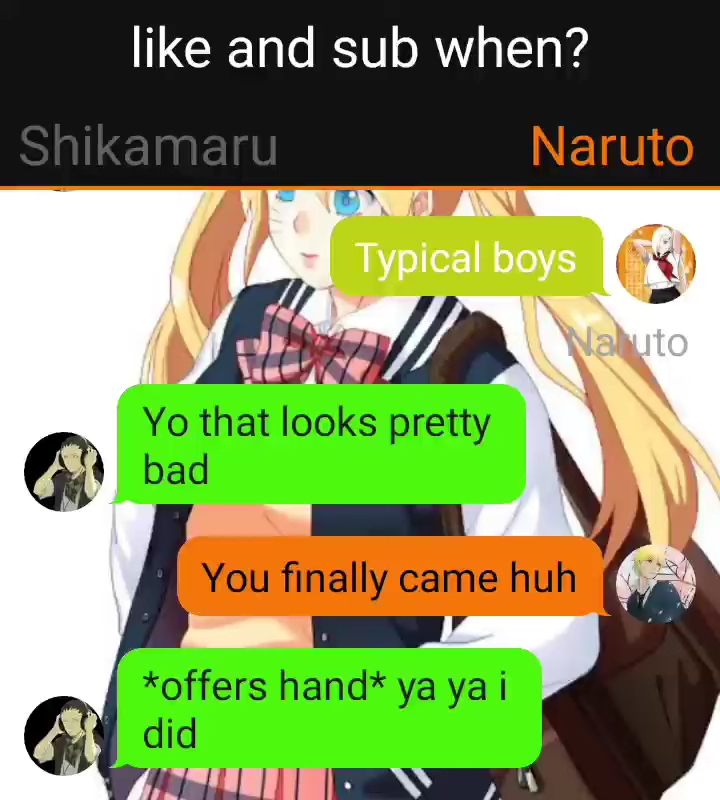 like and sub when?
Shikamaru
Naruto
Typical boys
Naruto
Yo that looks pretty
bad
You finally came huh
*offers hand* ya ya i
did